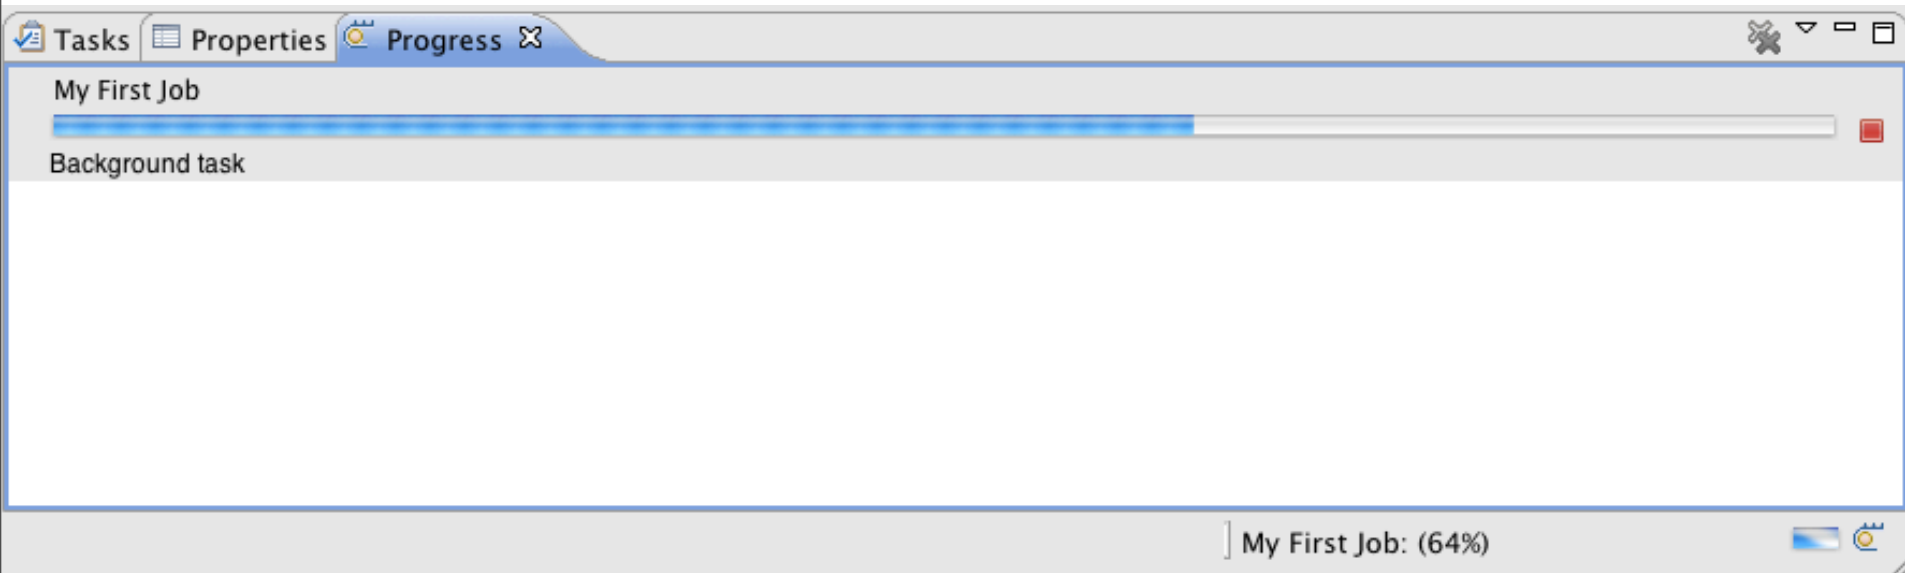 Tasks Properties Progress
My First Job
Background task
My First Job: (64%)